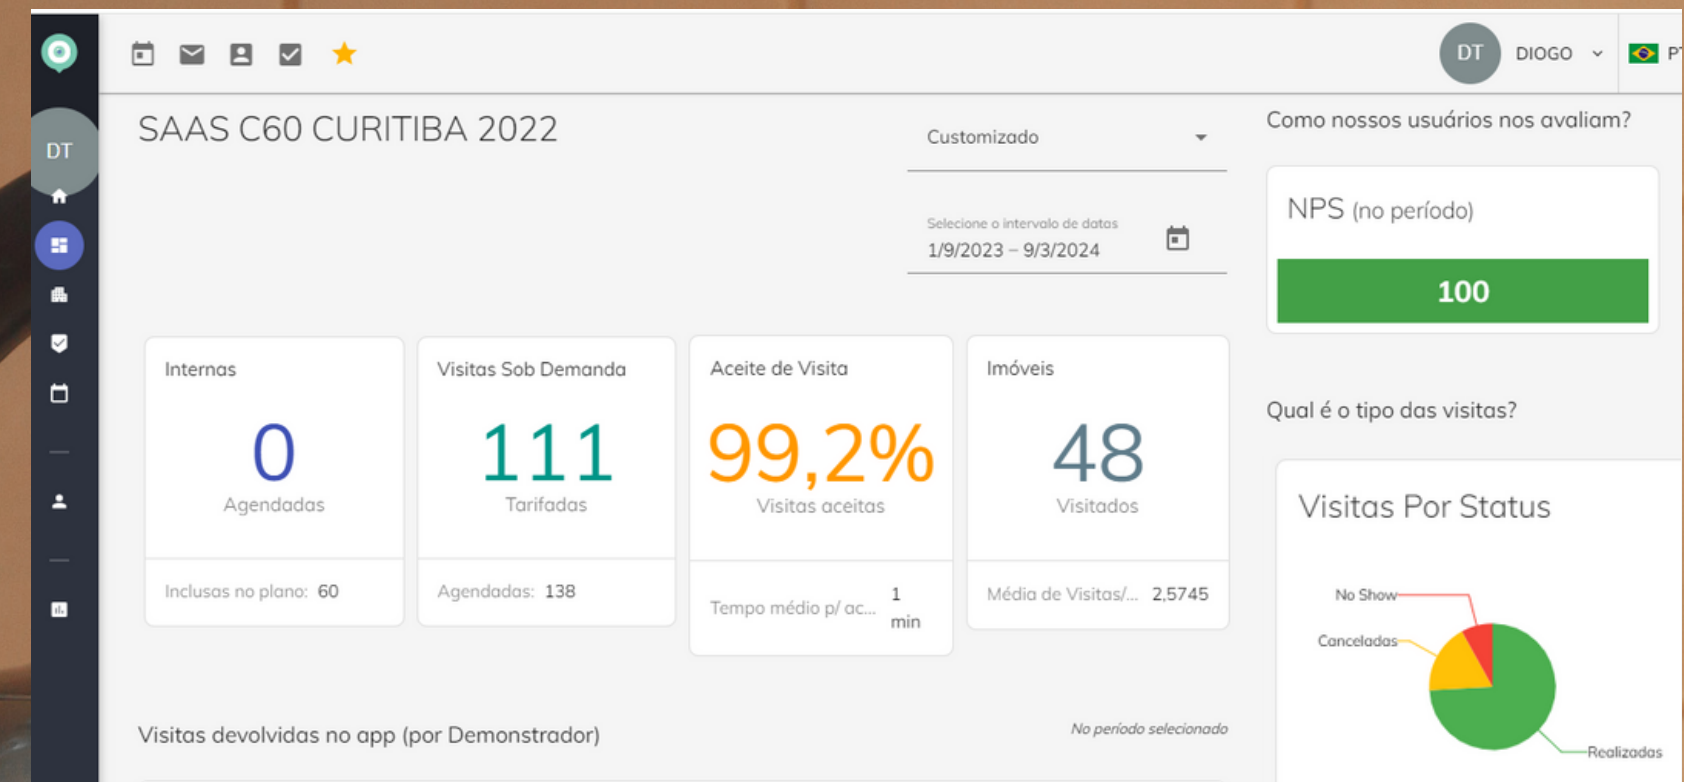 DT
DIOGO
DT
SAAS C60 CURITIBA 2022
Customizado
Selecione o intervalo de datas
1/9/2023 – 9/3/2024
Como nossos usuários nos avaliam?
NPS (no período)
100
Internas
0
Agendadas
Inclusas no plano: 60
Visitas Sob Demanda
111
Tarifadas
Agendadas: 138
Aceite de Visita
99,2%
Visitas aceitas
Tempo médio p/ ac... 1
min
Imóveis
48
Visitados
Média de Visitas/... 2,5745
Qual é o tipo das visitas?
Visitas Por Status
No Show
Canceladas
Realizadas
Visitas devolvidas no app (por Demonstrador)
No período selecionado